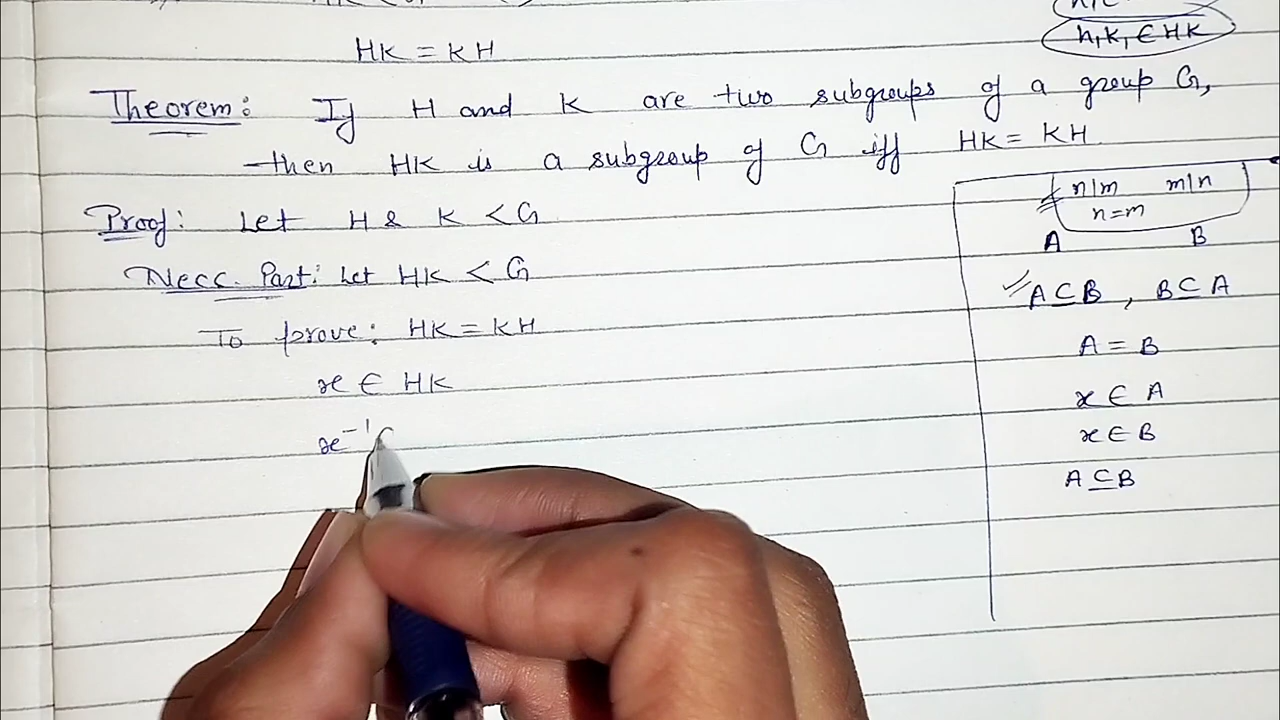 HK = KH
h,k, ∈ HK
Theorem: If H and K are two subgroups of a group G,
then HK is a subgroup of G iff HK = KH.
Proof: Let H & K < G
Necc. Part: Let HK < G
To prove: HK = KH
x ∈ HK
x⁻¹
n|m m|n
n=m
A B
A ⊆ B, B ⊆ A
A = B
x ∈ A
x ∈ B
A ⊆ B